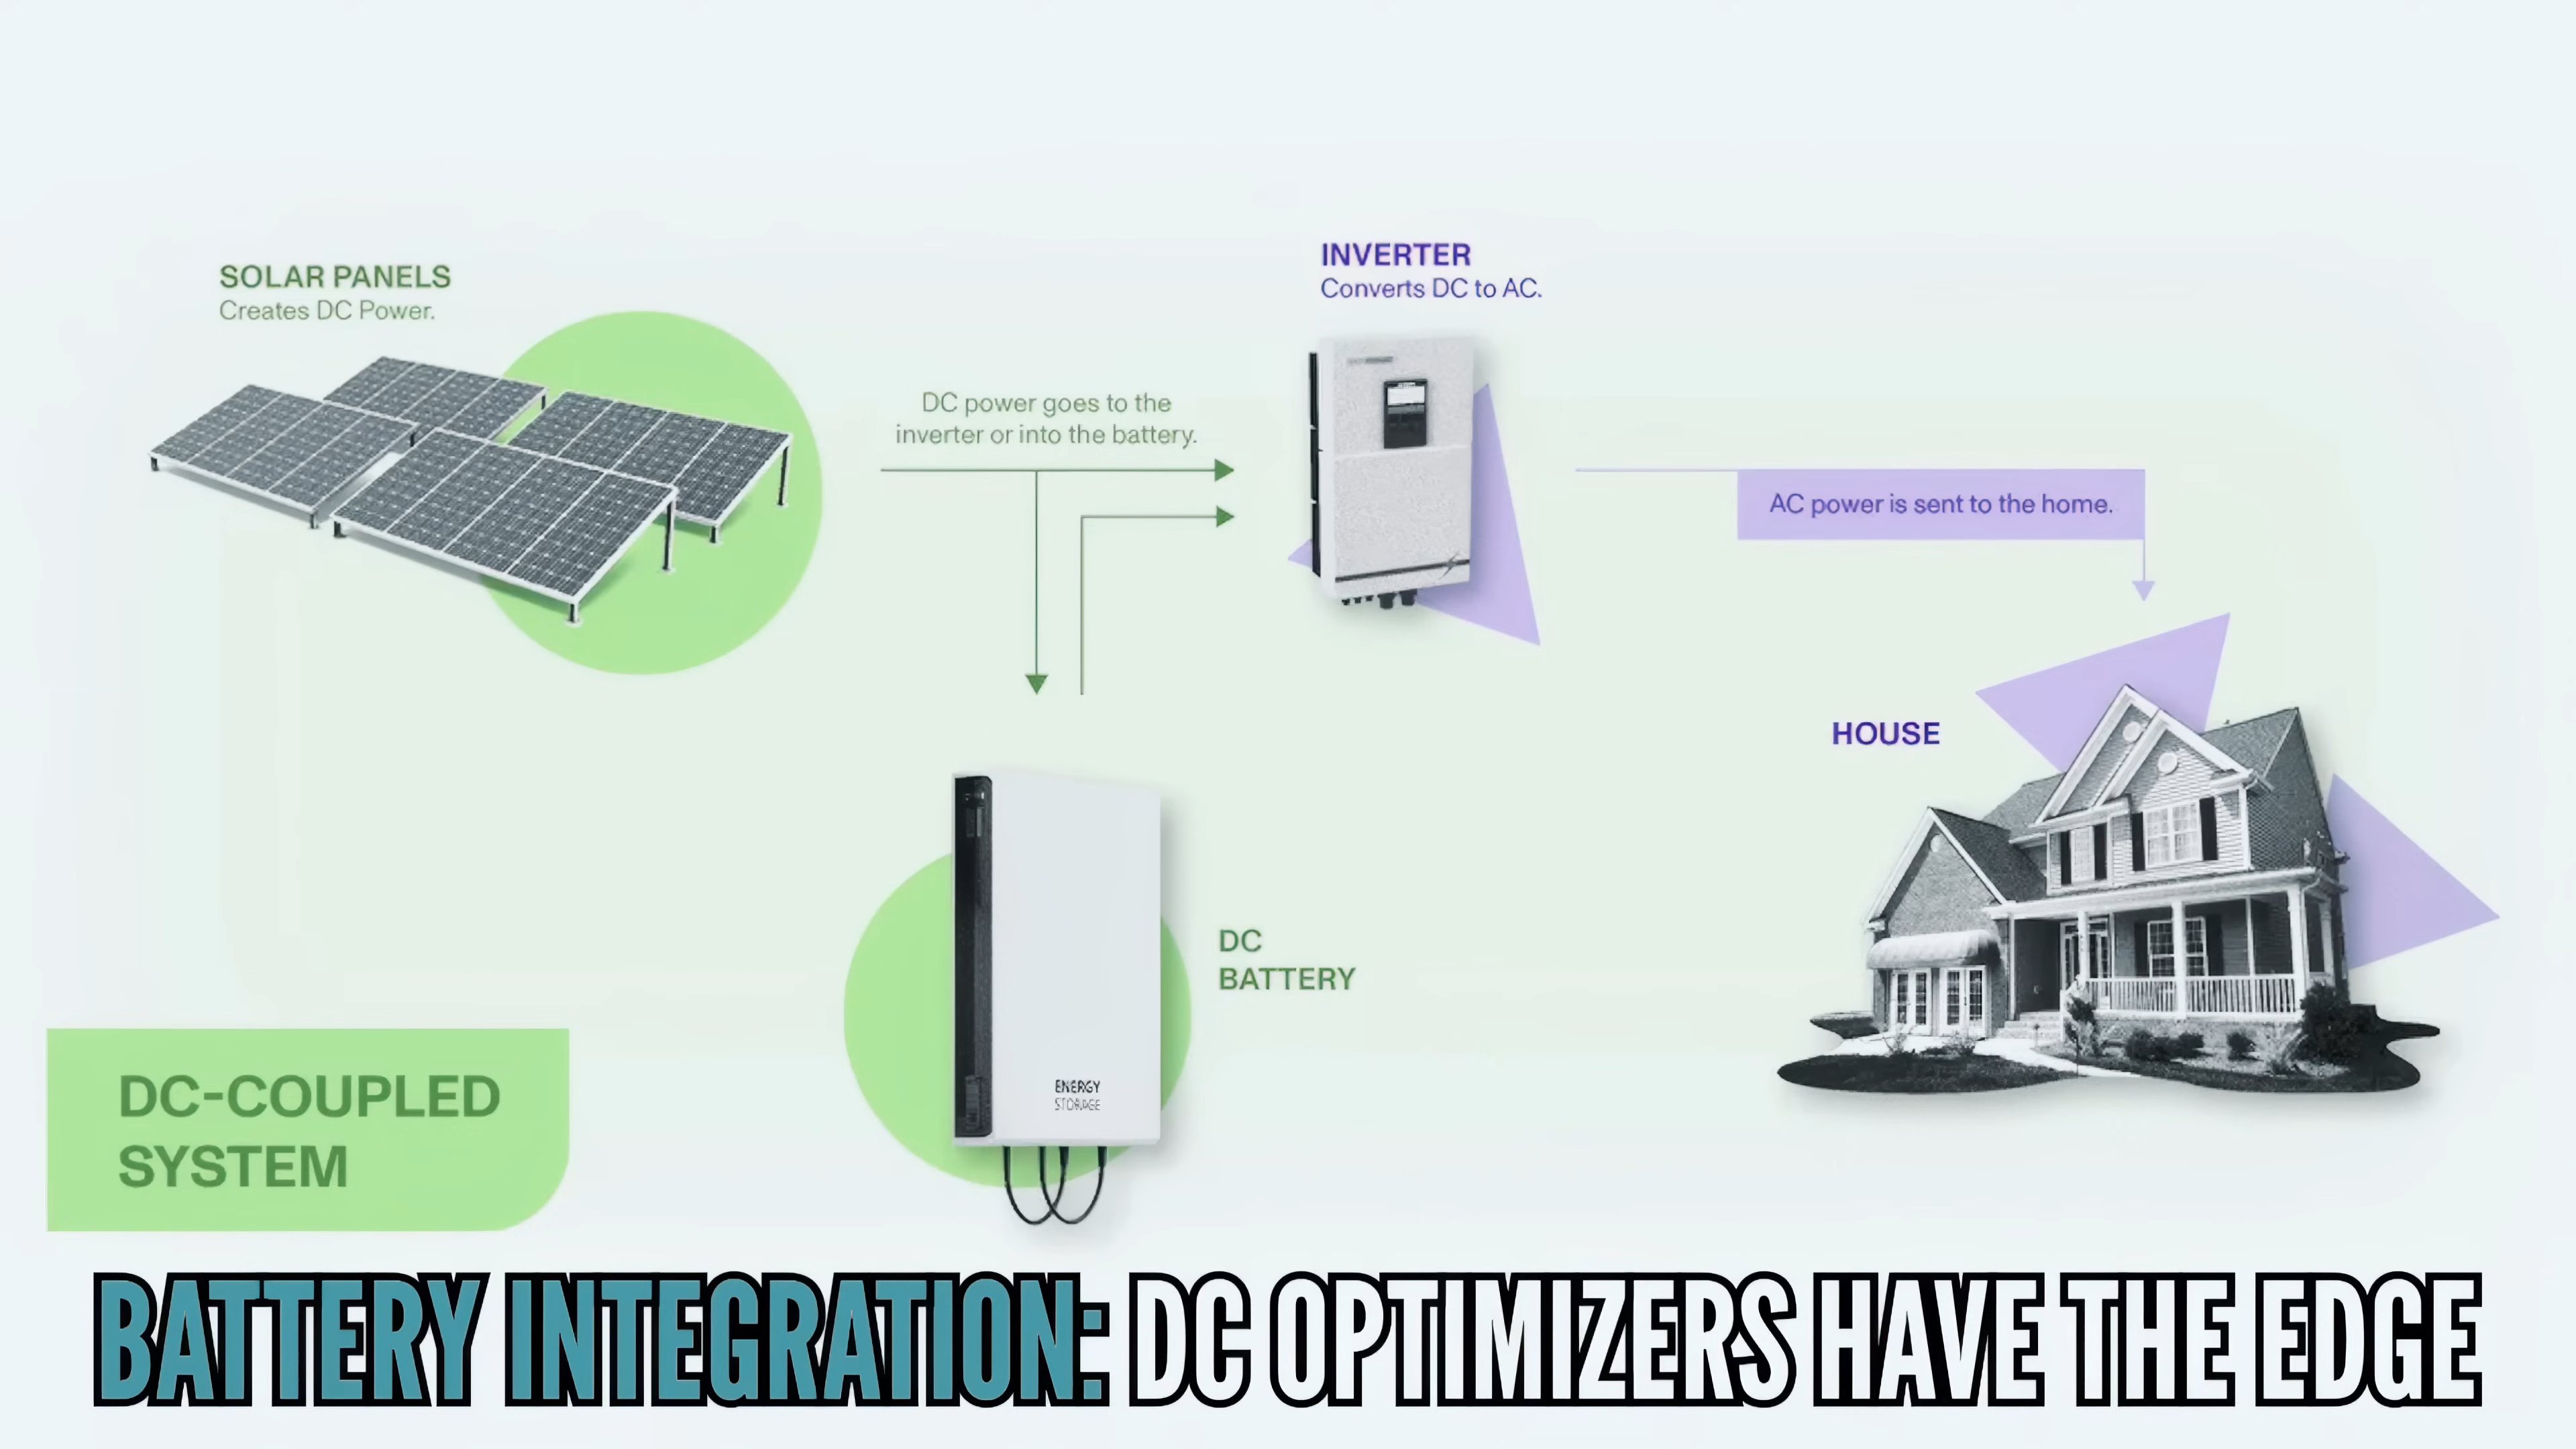 SOLAR PANELS
Creates DC Power.
INVERTER
Converts DC to AC.
DC power goes to the
inverter or into the battery.
AC power is sent to the home.
HOUSE
DC
BATTERY
ENERGY
STORAGE
DC-COUPLED
SYSTEM
BATTERY INTEGRATION: DC OPTIMIZERS HAVE THE EDGE